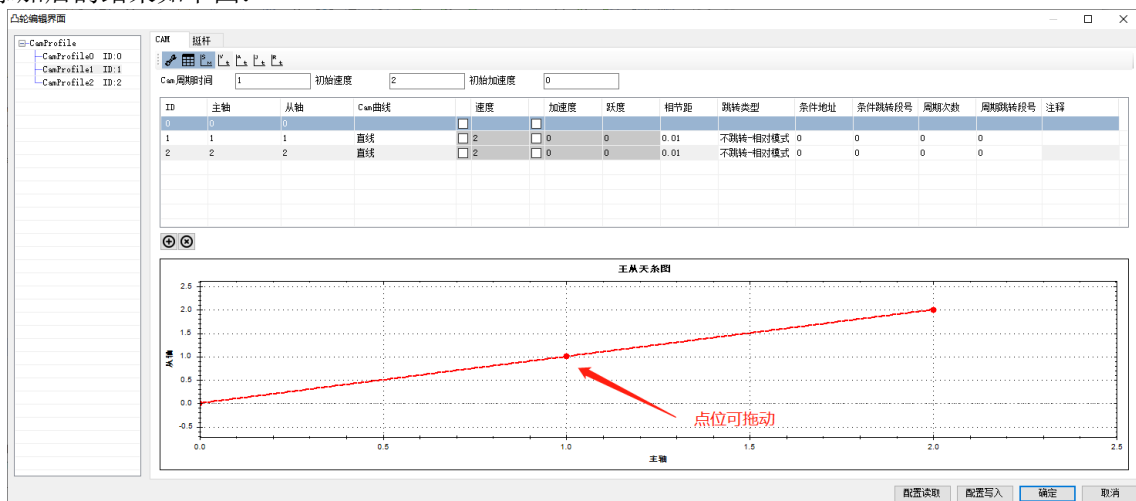 凸轮编辑界面
CamProfile
CamProfile0 ID:0
CamProfile1 ID:1
CamProfile2 ID:2
CAM 挺杆
Cam周期时间 1 初始速度 2 初始加速度 0
ID 主轴 从轴 Cam曲线 速度 加速度 跃度 相节距 跳转类型 条件地址 条件跳转段号 周期次数 周期跳转段号 注释
0 0 0
1 1 1 直线 2 0 0 0.01 不跳转-相对模式 0 0 0 0
2 2 2 直线 2 0 0 0.01 不跳转-相对模式 0 0 0 0
主从关系图
2.5
2.0
1.5
1.0
0.5
0.0
-0.5
从轴
点位可拖动
0.0 0.5 1.0 1.5 2.0 2.5
主轴
配置读取 配置写入 确定 取消